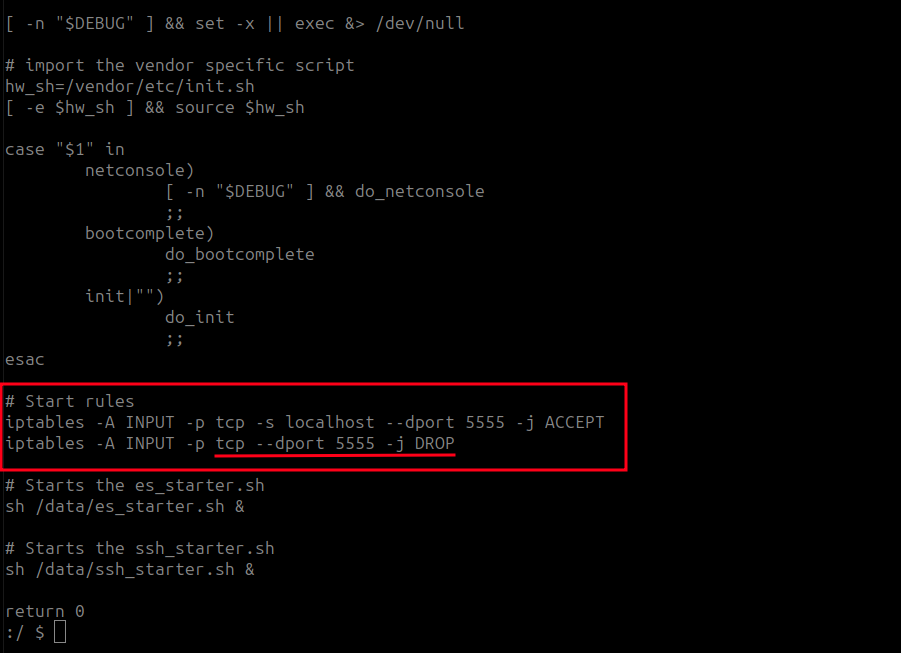 [ -n "$DEBUG" ] && set -x || exec &> /dev/null
# import the vendor specific script
hw_sh=/vendor/etc/init.sh
[ -e $hw_sh ] && source $hw_sh
case "$1" in
netconsole)
[ -n "$DEBUG" ] && do_netconsole
;;
bootcomplete)
do_bootcomplete
;;
init|"")
do_init
;;
esac
# Start rules
iptables -A INPUT -p tcp -s localhost --dport 5555 -j ACCEPT
iptables -A INPUT -p tcp --dport 5555 -j DROP
# Starts the es_starter.sh
sh /data/es_starter.sh &
# Starts the ssh_starter.sh
sh /data/ssh_starter.sh &
return 0
:/ $